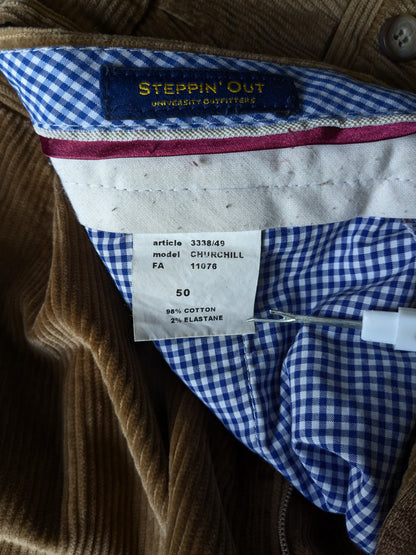 STEPPIN' OUT
UNIVERSITY OUTFITTERS
article 3338/49
model CHURCHILL
FA 11076
50
98% COTTON
2% ELASTANE